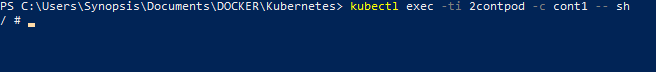 PS C:\Users\Synopsis\Documents\DOCKER\Kubernetes> kubectl exec -ti 2contpod -c cont1 -- sh
/ #